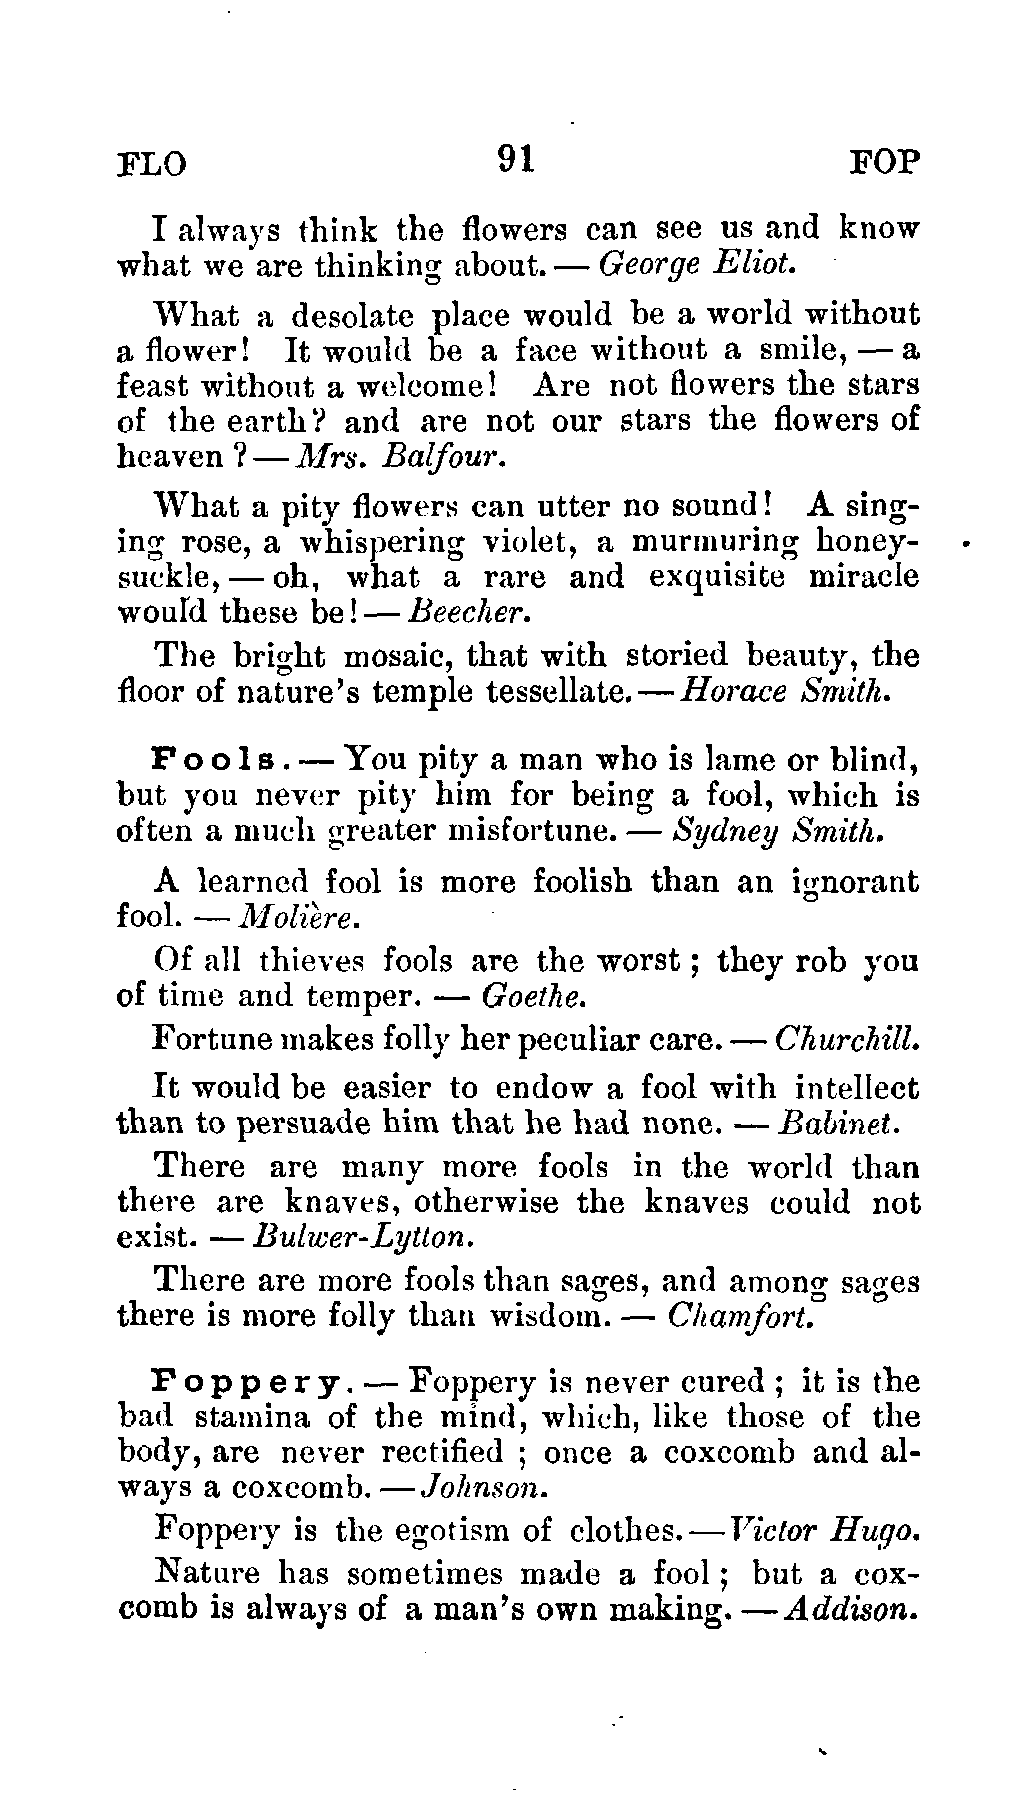 FLO 91 FOP
I always think the flowers can see us and know
what we are thinking about. — George Eliot.
What a desolate place would be a world without
a flower! It would be a face without a smile, — a
feast without a welcome! Are not flowers the stars
of the earth? and are not our stars the flowers of
heaven ? — Mrs. Balfour.
What a pity flowers can utter no sound! A sing-
ing rose, a whispering violet, a murmuring honey-
suckle, — oh, what a rare and exquisite miracle
would these be! — Beecher.
The bright mosaic, that with storied beauty, the
floor of nature's temple tessellate. — Horace Smith.
Fools. — You pity a man who is lame or blind,
but you never pity him for being a fool, which is
often a much greater misfortune. — Sydney Smith.
A learned fool is more foolish than an ignorant
fool. — Molière.
Of all thieves fools are the worst ; they rob you
of time and temper. — Goethe.
Fortune makes folly her peculiar care. — Churchill.
It would be easier to endow a fool with intellect
than to persuade him that he had none. — Babinet.
There are many more fools in the world than
there are knaves, otherwise the knaves could not
exist. — Bulwer-Lytton.
There are more fools than sages, and among sages
there is more folly than wisdom. — Chamfort.
Foppery. — Foppery is never cured ; it is the
bad stamina of the mind, which, like those of the
body, are never rectified ; once a coxcomb and al-
ways a coxcomb. — Johnson.
Foppery is the egotism of clothes. — Victor Hugo.
Nature has sometimes made a fool ; but a cox-
comb is always of a man's own making. — Addison.